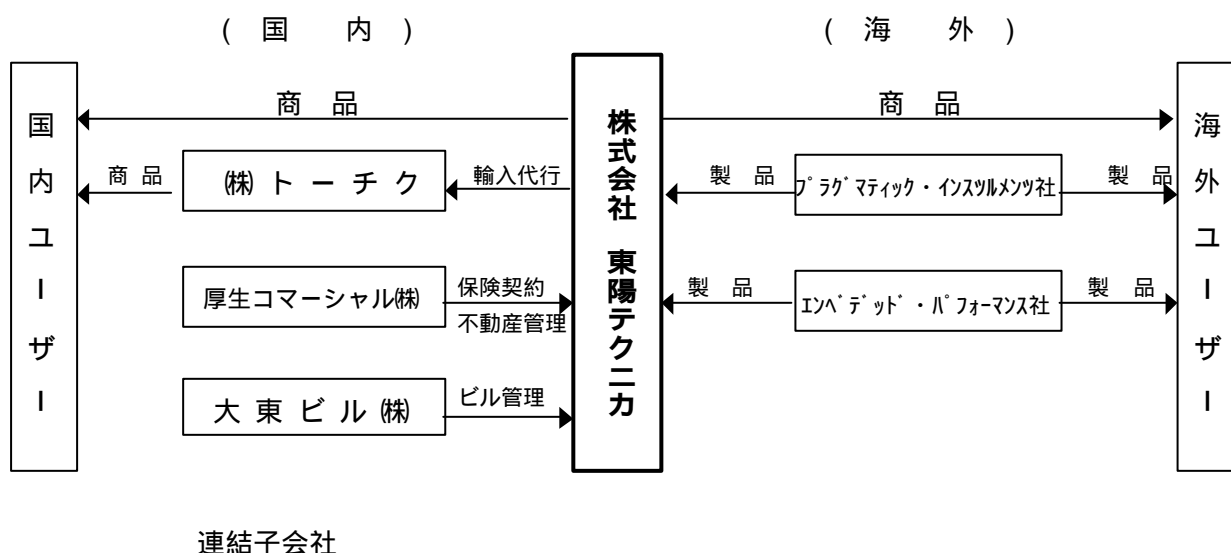 ( 国 内 )
( 海 外 )
国内ユーザー
商 品
商 品
㈱ ト ー チ ク
輸入代行
厚生コマーシャル㈱
保険契約
不動産管理
大 東 ビ ル ㈱
ビル管理
株式会社 東陽テクニカ
商 品
製 品
プラグマティック・インスツルメンツ社
製 品
製 品
エンベデッド・パフォーマンス社
製 品
海外ユーザー
連結子会社